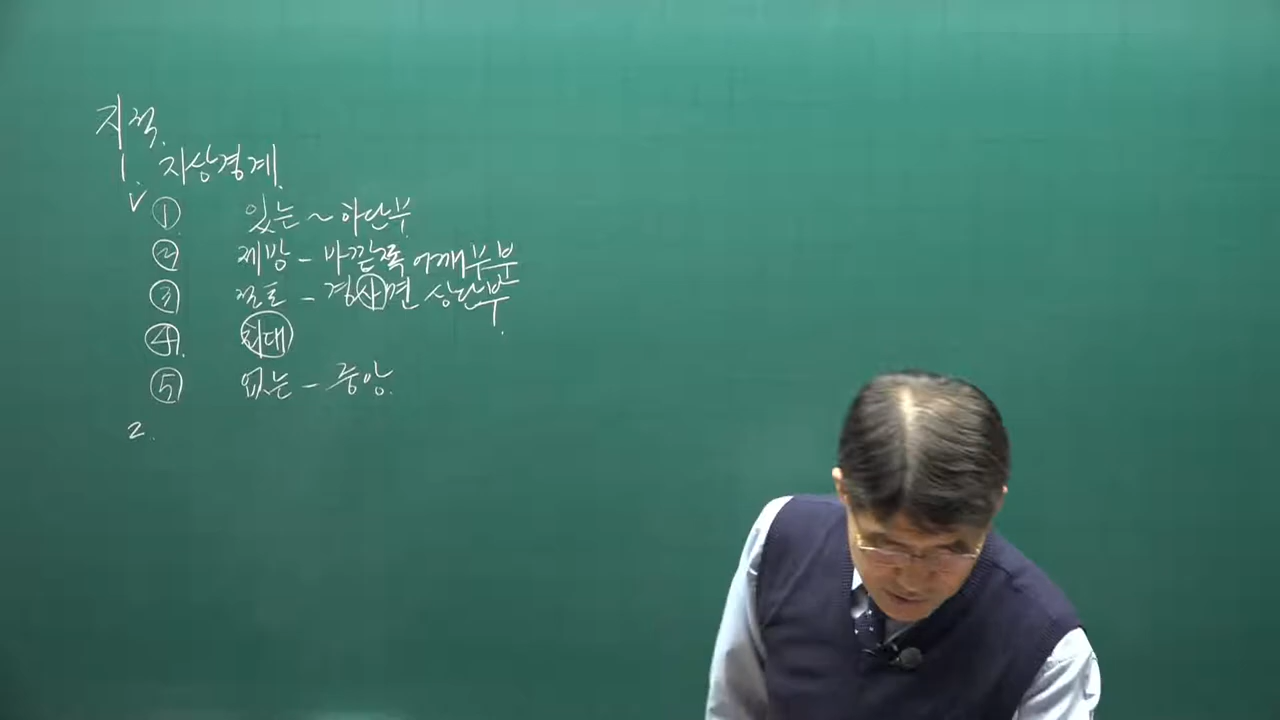 지적.
1. 지상경계.
V ① 있는 ~ 하단부
② 제방 - 바깥쪽 어깨부분
③ 절토 - 경사면 상단부.
④. 최대
⑤ 없는 - 중앙.
2.